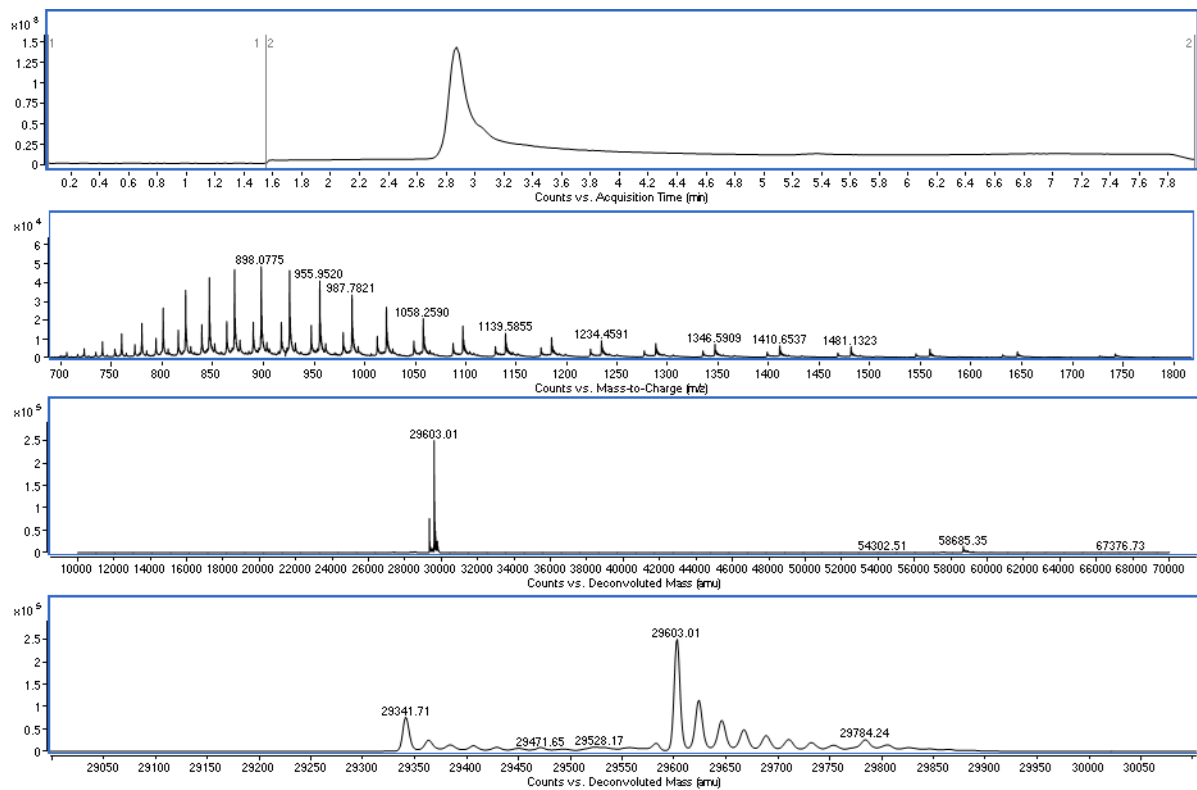 x10 8
1 1 2 2
1.5
1.25
1
0.75
0.5
0.25
0
0.2 0.4 0.6 0.8 1 1.2 1.4 1.6 1.8 2 2.2 2.4 2.6 2.8 3 3.2 3.4 3.6 3.8 4 4.2 4.4 4.6 4.8 5 5.2 5.4 5.6 5.8 6 6.2 6.4 6.6 6.8 7 7.2 7.4 7.6 7.8
Counts vs. Acquisition Time (min)
x10 4
6
5
898.0775
955.9520
4
987.7821
3
1058.2590
2
1139.5855
1234.4591
1346.5909
1410.6537
1481.1323
1
0
700 750 800 850 900 950 1000 1050 1100 1150 1200 1250 1300 1350 1400 1450 1500 1550 1600 1650 1700 1750 1800
Counts vs. Mass-to-Charge (m/z)
x10 5
29603.01
2.5
2
1.5
1
0.5
54302.51 58685.35 67376.73
0
10000 12000 14000 16000 18000 20000 22000 24000 26000 28000 30000 32000 34000 36000 38000 40000 42000 44000 46000 48000 50000 52000 54000 56000 58000 60000 62000 64000 66000 68000 70000
Counts vs. Deconvoluted Mass (amu)
x10 5
29603.01
2.5
2
1.5
1
29341.71
0.5
29471.65 29528.17 29784.24
0
29050 29100 29150 29200 29250 29300 29350 29400 29450 29500 29550 29600 29650 29700 29750 29800 29850 29900 29950 30000 30050
Counts vs. Deconvoluted Mass (amu)